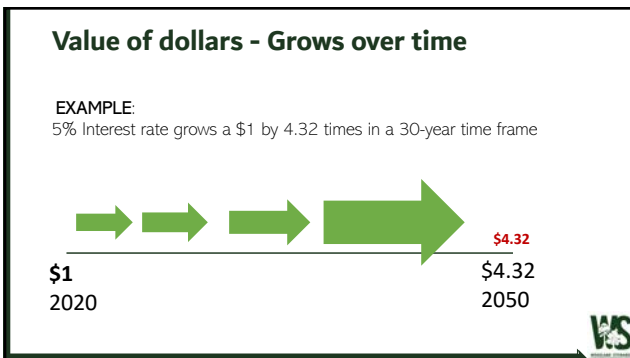 Value of dollars - Grows over time
EXAMPLE:
5% Interest rate grows a $1 by 4.32 times in a 30-year time frame
$4.32
$1
$4.32
2020
2050
WS